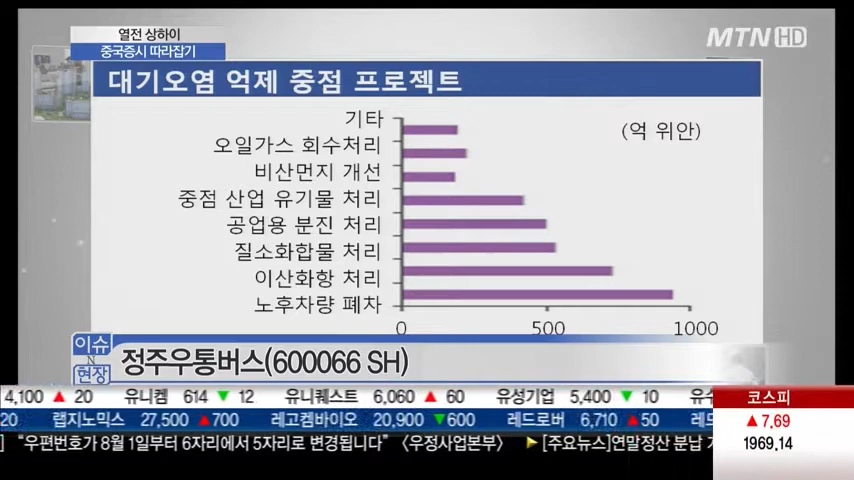 열전 상하이
중국증시 따라잡기
MTN HD
대기오염 억제 중점 프로젝트
(억 위안)
기타
오일가스 회수처리
비산먼지 개선
중점 산업 유기물 처리
공업용 분진 처리
질소화합물 처리
이산화항 처리
노후차량 폐차
0 500 1000
이슈 N 현장
정주우통버스(600066 SH)
4,100 ▲ 20 유니켐 614 ▼ 12 유니퀘스트 6,060 ▲ 60 유성기업 5,400 ▼ 10
20 랩지노믹스 27,500 ▲700 레고켐바이오 20,900 ▼600 레드로버 6,710 ▲50
] "우편번호가 8월 1일부터 6자리에서 5자리로 변경됩니다" 〈우정사업본부〉 ▶ [주요뉴스]연말정산 분납
코스피
▲7,69
1969,14